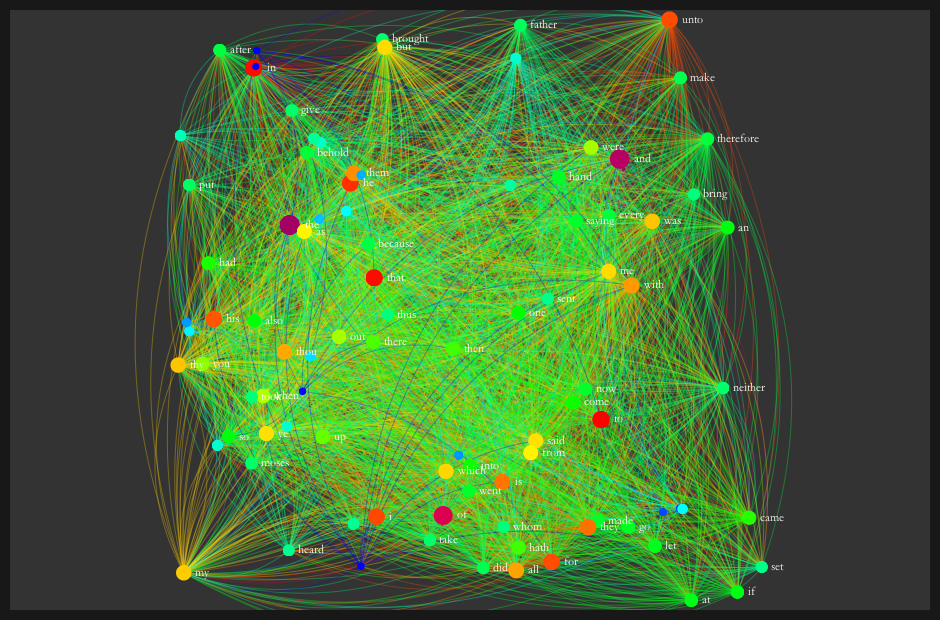 unto
father
brought
but
after
in
make
give
therefore
were
behold
and
them
hand
he
put
bring
every
the
saying
was
an
as
because
had
me
that
with
sent
thus
one
his
also
out
there
then
thou
thy
you
neither
now
took
when
come
to
so
ye
up
said
from
moses
into
which
is
went
i
of
came
made
whom
they
go
take
let
hath
heard
for
set
did
all
my
if
at